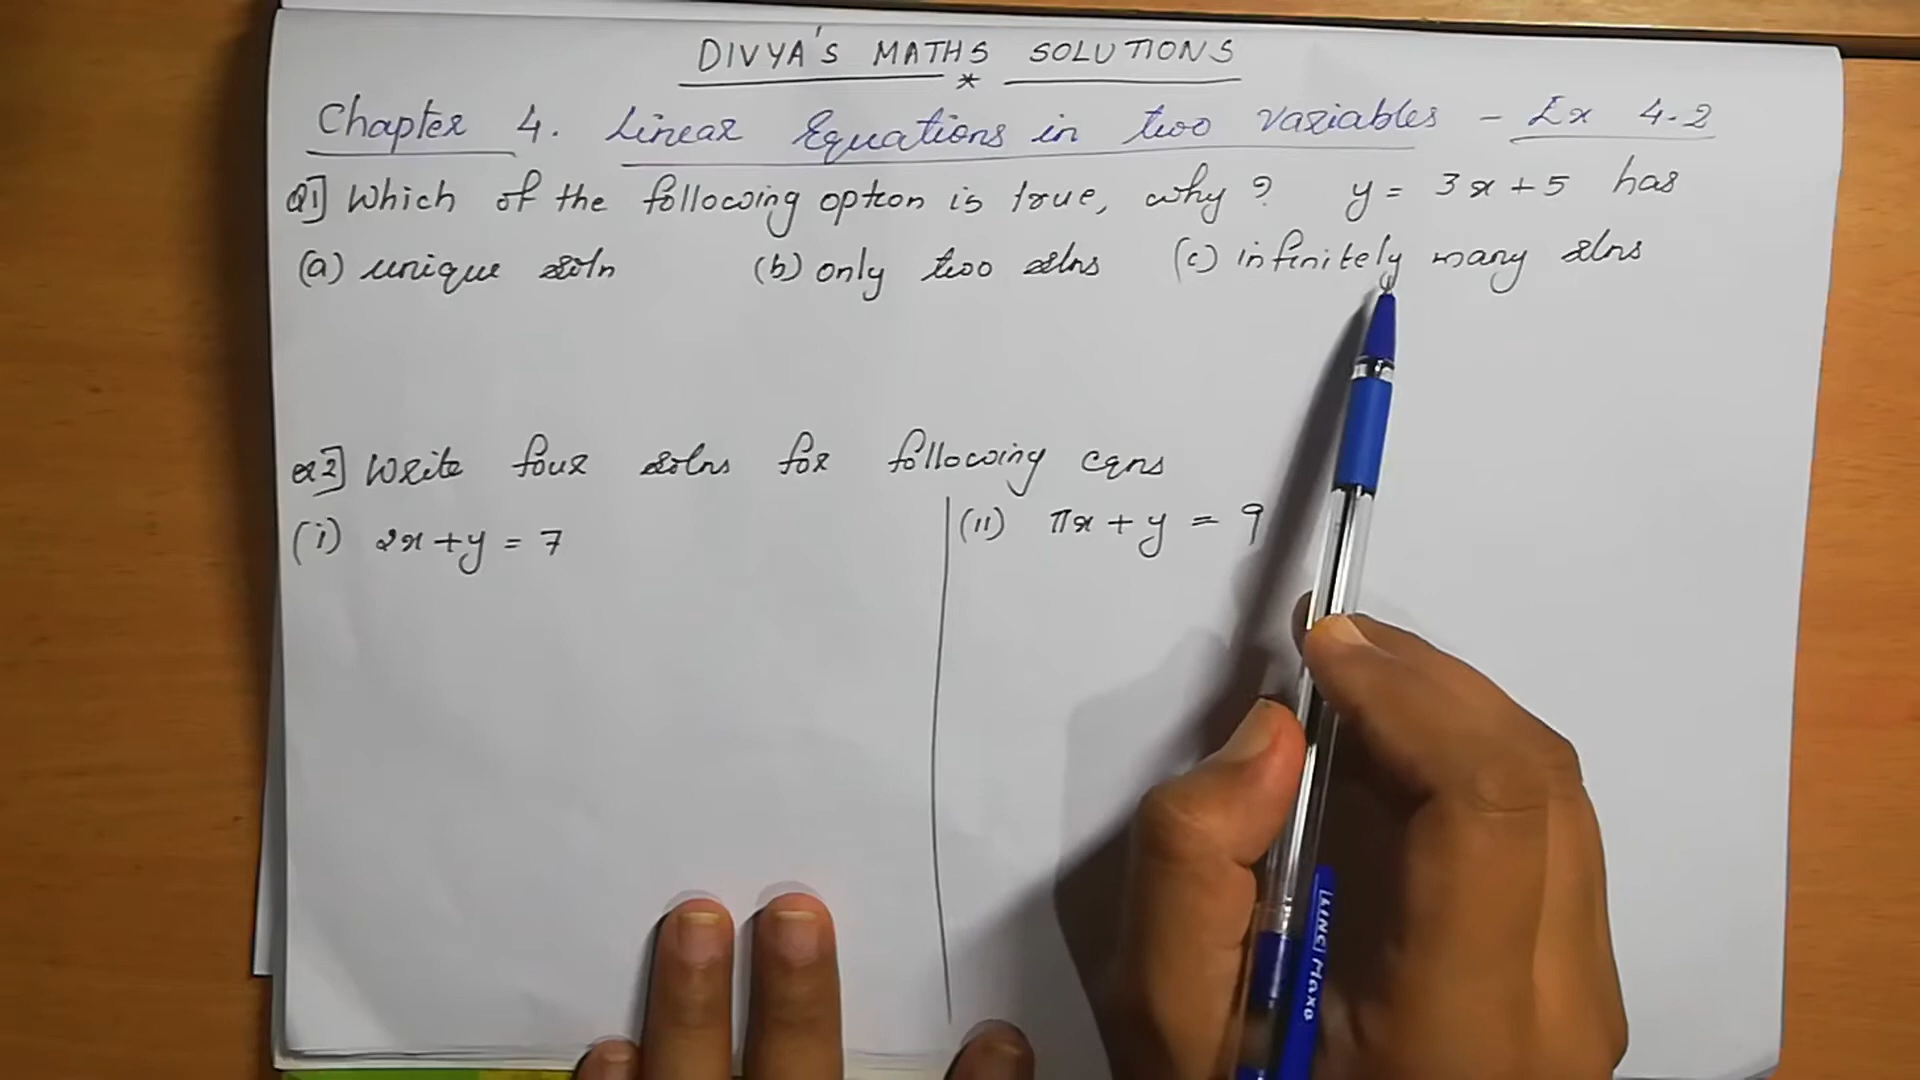 DIVYA'S MATHS SOLUTIONS
*
Chapter 4. Linear Equations in two variables - Ex 4.2
Q1] Which of the following option is true, why? y = 3x+5 has
(a) unique soln (b) only two slns (c) infinitely many slns
Q2] Write four solns for following eqns
(i) 2x+y = 7 (ii) πx+y = 9
LINC Maxo